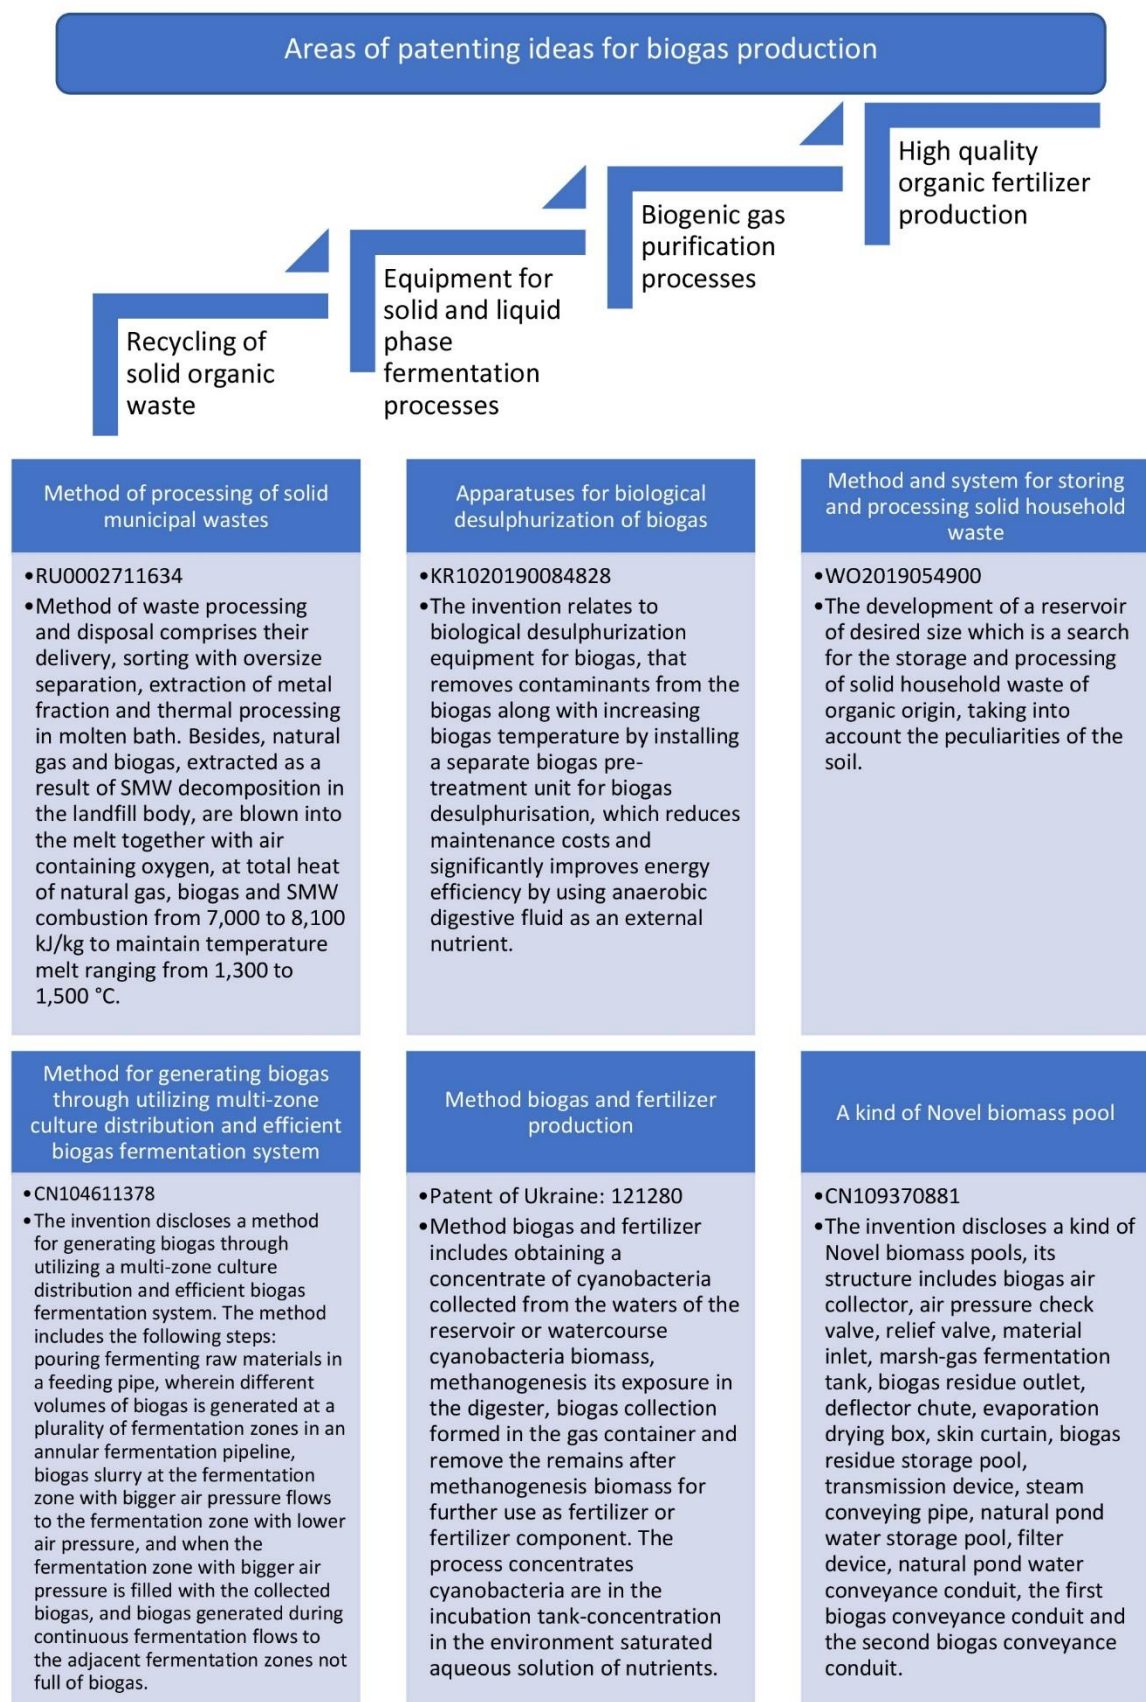 Areas of patenting ideas for biogas production
High quality
organic fertilizer
production
Biogenic gas
purification
processes
Equipment for
solid and liquid
phase
fermentation
processes
Recycling of
solid organic
waste
Method of processing of solid
municipal wastes
•RU0002711634
•Method of waste processing
and disposal comprises their
delivery, sorting with oversize
separation, extraction of metal
fraction and thermal processing
in molten bath. Besides, natural
gas and biogas, extracted as a
result of SMW decomposition in
the landfill body, are blown into
the melt together with air
containing oxygen, at total heat
of natural gas, biogas and SMW
combustion from 7,000 to 8,100
kJ/kg to maintain temperature
melt ranging from 1,300 to
1,500 °C.
Apparatuses for biological
desulphurization of biogas
•KR1020190084828
•The invention relates to
biological desulphurization
equipment for biogas, that
removes contaminants from the
biogas along with increasing
biogas temperature by installing
a separate biogas pre-
treatment unit for biogas
desulphurisation, which reduces
maintenance costs and
significantly improves energy
efficiency by using anaerobic
digestive fluid as an external
nutrient.
Method and system for storing
and processing solid household
waste
•WO2019054900
•The development of a reservoir
of desired size which is a search
for the storage and processing
of solid household waste of
organic origin, taking into
account the peculiarities of the
soil.
Method for generating biogas
through utilizing multi-zone
culture distribution and efficient
biogas fermentation system
•CN104611378
•The invention discloses a method
for generating biogas through
utilizing a multi-zone culture
distribution and efficient biogas
fermentation system. The method
includes the following steps:
pouring fermenting raw materials in
a feeding pipe, wherein different
volumes of biogas is generated at a
plurality of fermentation zones in an
annular fermentation pipeline,
biogas slurry at the fermentation
zone with bigger air pressure flows
to the fermentation zone with lower
air pressure, and when the
fermentation zone with bigger air
pressure is filled with the collected
biogas, and biogas generated during
continuous fermentation flows to
the adjacent fermentation zones not
full of biogas.
Method biogas and fertilizer
production
•Patent of Ukraine: 121280
•Method biogas and fertilizer
includes obtaining a
concentrate of cyanobacteria
collected from the waters of the
reservoir or watercourse
cyanobacteria biomass,
methanogenesis its exposure in
the digester, biogas collection
formed in the gas container and
remove the remains after
methanogenesis biomass for
further use as fertilizer or
fertilizer component. The
process concentrates
cyanobacteria are in the
incubation tank-concentration
in the environment saturated
aqueous solution of nutrients.
A kind of Novel biomass pool
•CN109370881
•The invention discloses a kind of
Novel biomass pools, its
structure includes biogas air
collector, air pressure check
valve, relief valve, material
inlet, marsh-gas fermentation
tank, biogas residue outlet,
deflector chute, evaporation
drying box, skin curtain, biogas
residue storage pool,
transmission device, steam
conveying pipe, natural pond
water storage pool, filter
device, natural pond water
conveyance conduit, the first
biogas conveyance conduit and
the second biogas conveyance
conduit.